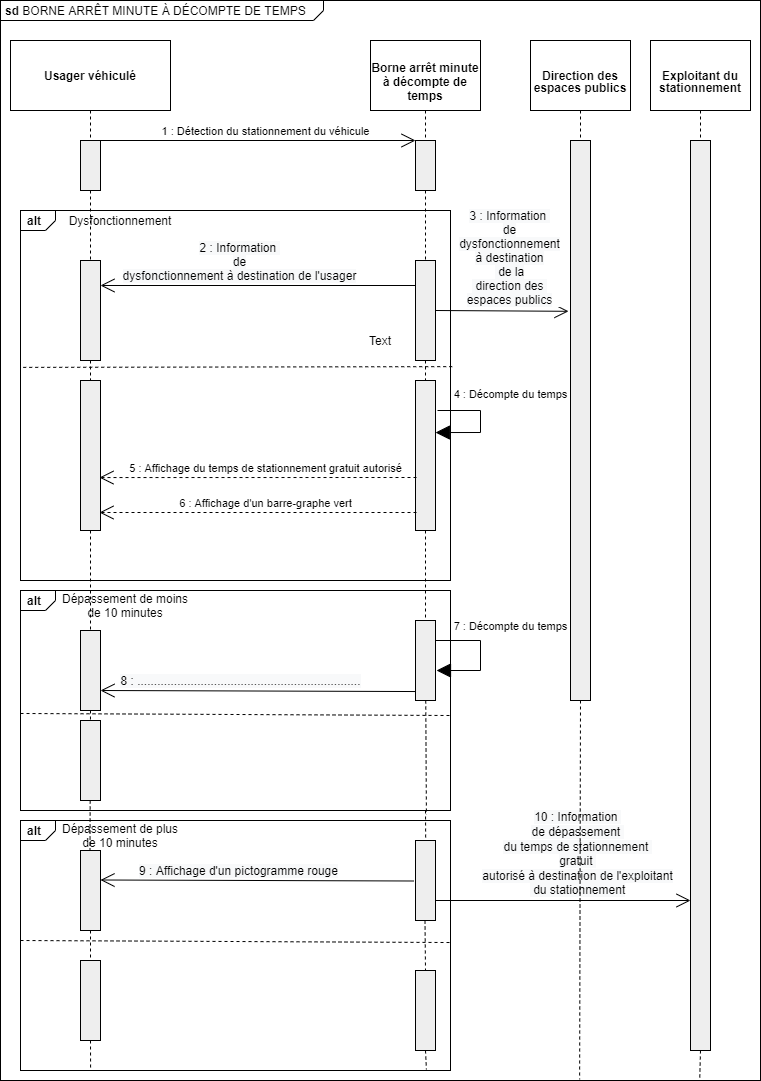 sd BORNE ARRÊT MINUTE À DÉCOMPTE DE TEMPS
Usager véhiculé
Borne arrêt minute
à décompte de
temps
Direction des
espaces publics
Exploitant du
stationnement
1 : Détection du stationnement du véhicule
alt
Dysfonctionnement
2 : Information
de
dysfonctionnement à destination de l'usager
3 : Information
de
dysfonctionnement
à destination
de la
direction des
espaces publics
Text
4 : Décompte du temps
5 : Affichage du temps de stationnement gratuit autorisé
6 : Affichage d'un barre-graphe vert
alt
Dépassement de moins
de 10 minutes
7 : Décompte du temps
8 : ...................................................................
alt
Dépassement de plus
de 10 minutes
9 : Affichage d'un pictogramme rouge
10 : Information
de dépassement
du temps de stationnement
gratuit
autorisé à destination de l'exploitant
du stationnement